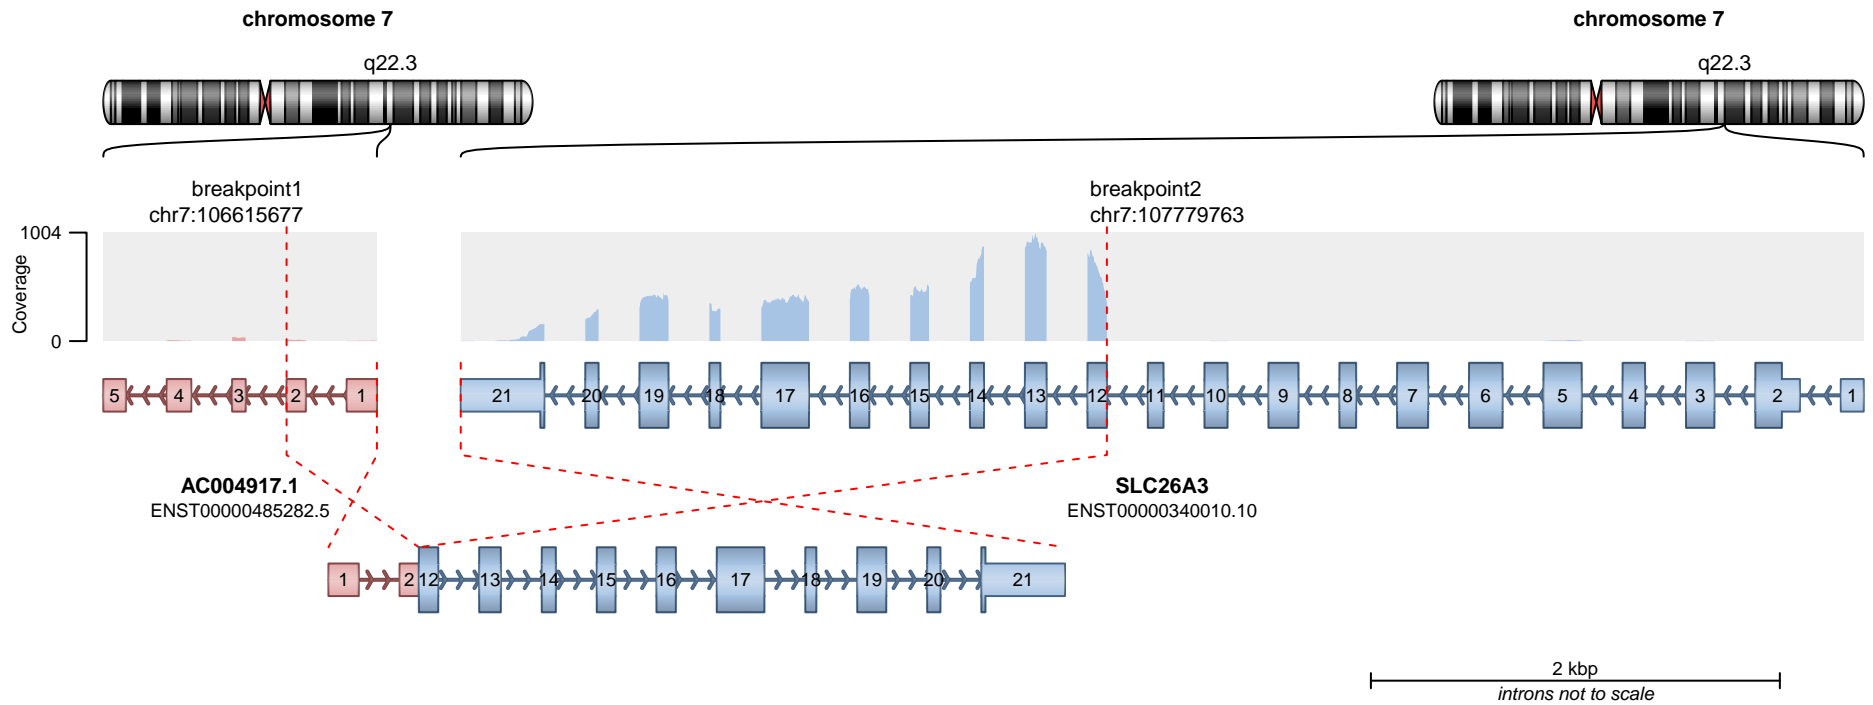 chromosome 7
chromosome 7
q22.3
q22.3
breakpoint1
chr7:106615677
breakpoint2
chr7:107779763
1004
0
Coverage
5 4 3 2 1
21 20 19 18 17 16 15 14 13 12 11 10 9 8 7 6 5 4 3 2 1
AC004917.1
ENST00000485282.5
SLC26A3
ENST00000340010.10
1 2 12 13 14 15 16 17 18 19 20 21
2 kbp
introns not to scale